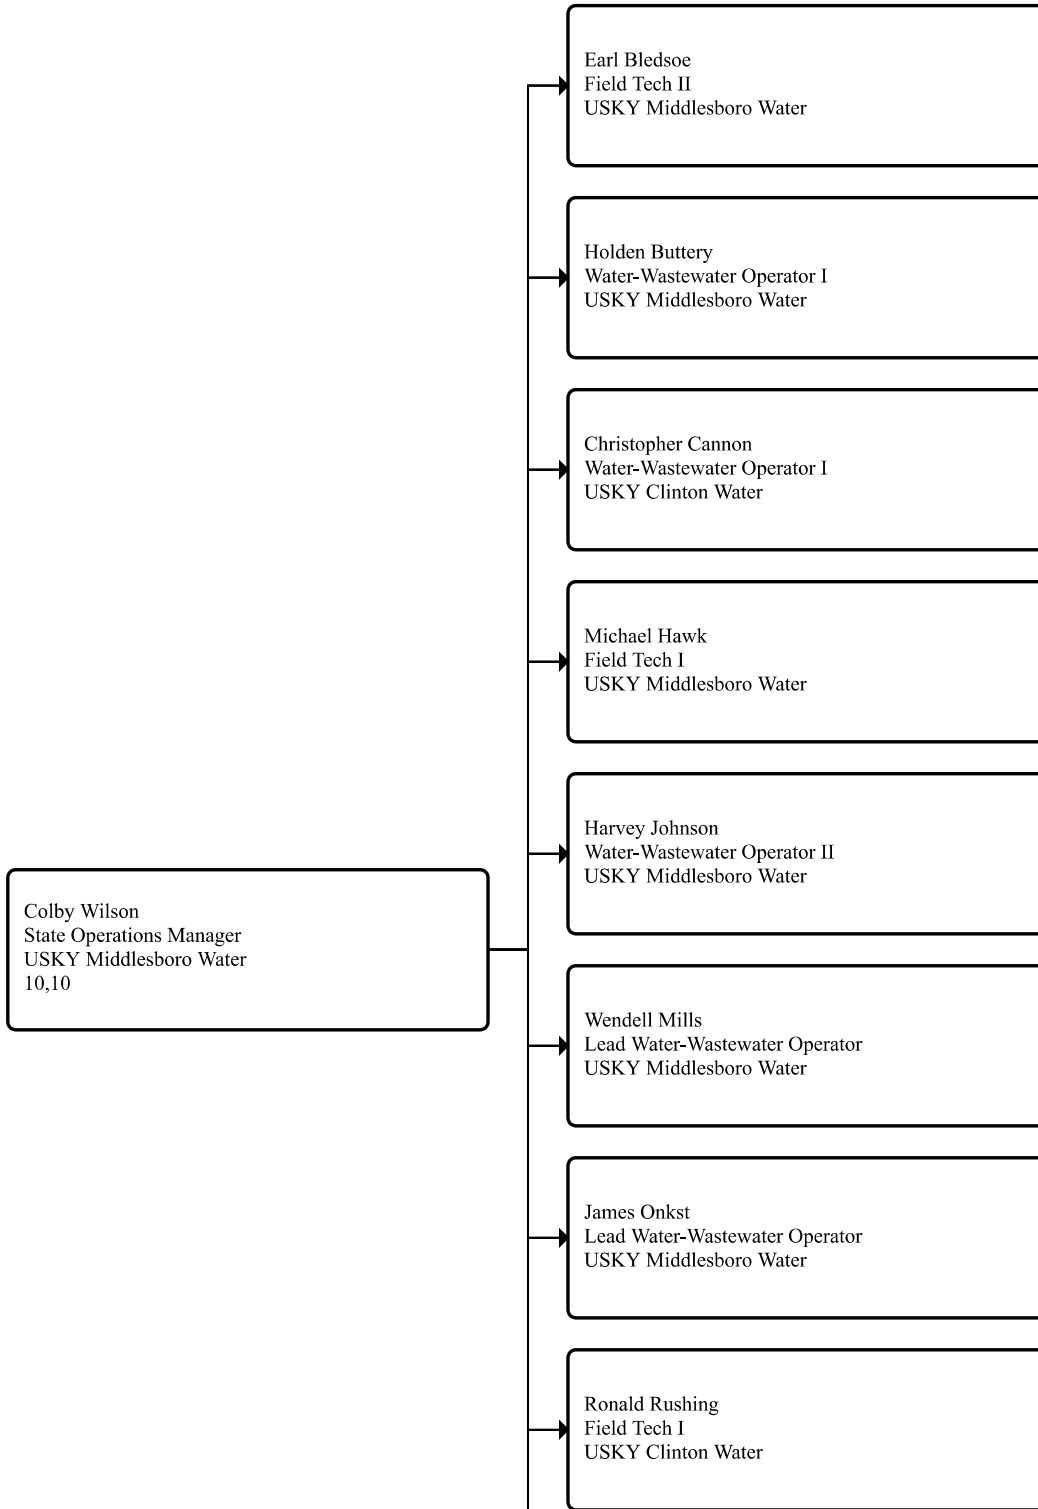 Earl Bledsoe
Field Tech II
USKY Middlesboro Water
Holden Buttery
Water-Wastewater Operator I
USKY Middlesboro Water
Christopher Cannon
Water-Wastewater Operator I
USKY Clinton Water
Michael Hawk
Field Tech I
USKY Middlesboro Water
Harvey Johnson
Water-Wastewater Operator II
USKY Middlesboro Water
Colby Wilson
State Operations Manager
USKY Middlesboro Water
10,10
Wendell Mills
Lead Water-Wastewater Operator
USKY Middlesboro Water
James Onkst
Lead Water-Wastewater Operator
USKY Middlesboro Water
Ronald Rushing
Field Tech I
USKY Clinton Water